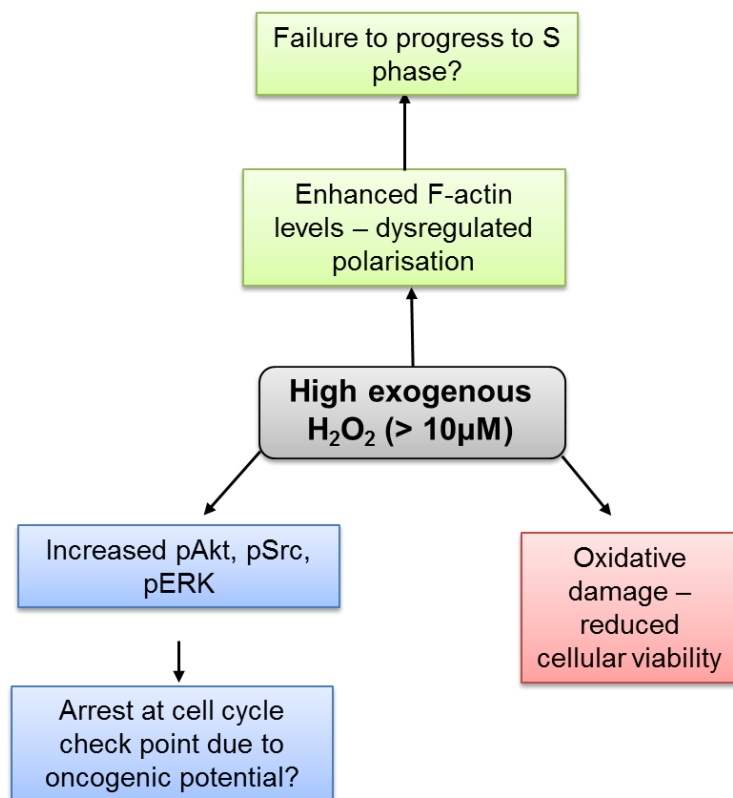 Failure to progress to S
phase?
Enhanced F-actin
levels – dysregulated
polarisation
High exogenous
H₂O₂ (> 10µM)
Increased pAkt, pSrc,
pERK
Oxidative
damage –
reduced
cellular viability
Arrest at cell cycle
check point due to
oncogenic potential?